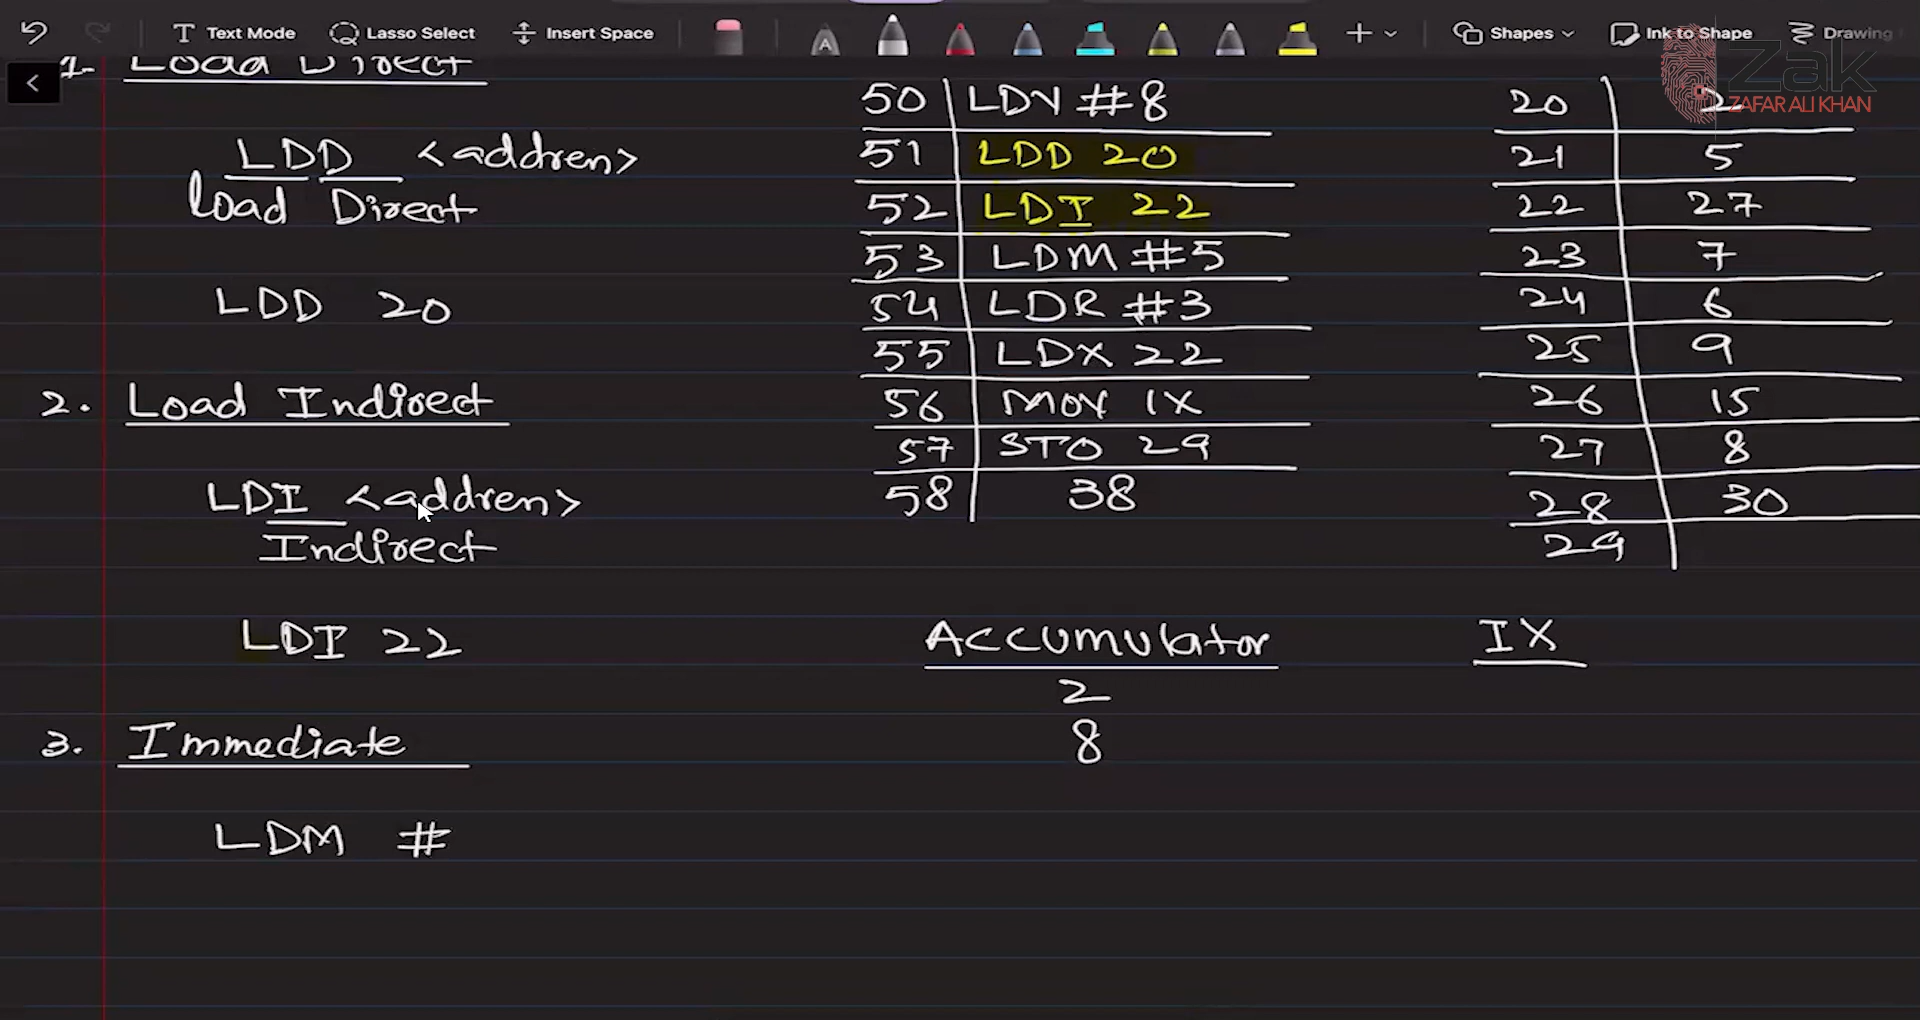 Text Mode Lasso Select Insert Space Shapes Ink to Shape Drawing
Zak
ZAFAR ALI KHAN
1. Load Direct
LDD <addren>
Load Direct
LDD 20
2. Load Indirect
LDI <addren>
Indirect
LDI 22
3. Immediate
LDM #
50 LDV #8
51 LDD 20
52 LDI 22
53 LDM #5
54 LDR #3
55 LDX 22
56 MOV IX
57 STO 29
58 38
20 2
21 5
22 27
23 7
24 6
25 9
26 15
27 8
28 30
29
Accumulator
2
8
IX